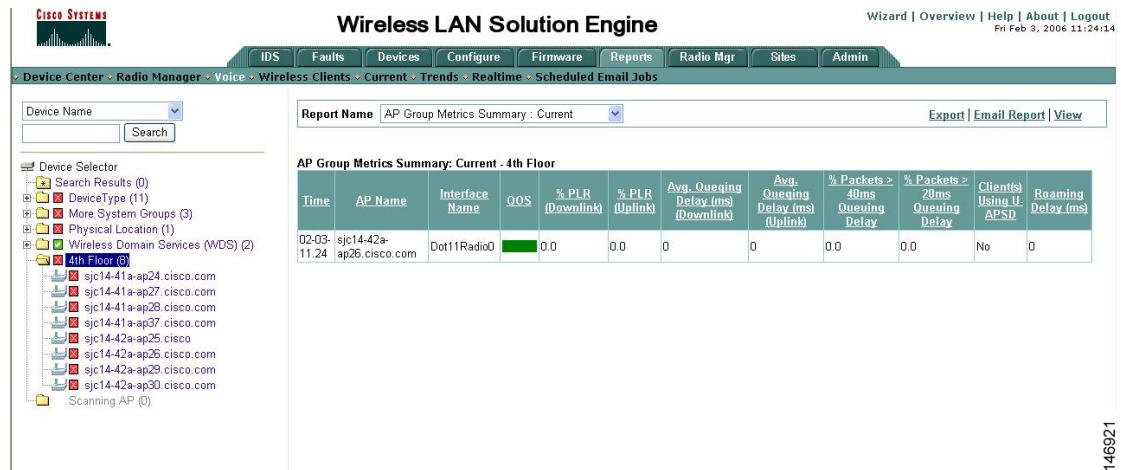 CISCO SYSTEMS
Wireless LAN Solution Engine
Wizard | Overview | Help | About | Logout
Fri Feb 3, 2006 11:24:14
IDS Faults Devices Configure Firmware Reports Radio Mgr Sites Admin
Device Center Radio Manager Voice Wireless Clients Current Trends Realtime Scheduled Email Jobs
Device Name
Search
Device Selector
Search Results (0)
DeviceType (11)
More System Groups (3)
Physical Location (1)
Wireless Domain Services (WDS) (2)
4th Floor (8)
sjc14-41a-ap24.cisco.com
sjc14-41a-ap27.cisco.com
sjc14-41a-ap28.cisco.com
sjc14-41a-ap37.cisco.com
sjc14-42a-ap25.cisco
sjc14-42a-ap26.cisco.com
sjc14-42a-ap29.cisco.com
sjc14-42a-ap30.cisco.com
Scanning AP (0)
Report Name AP Group Metrics Summary : Current
Export | Email Report | View
AP Group Metrics Summary: Current - 4th Floor
Time
AP Name
Interface
Name
QOS
% PLR
(Downlink)
% PLR
(Uplink)
Avg. Queqing
Delay (ms)
(Downlink)
Avg.
Queqing
Delay (ms)
(Uplink)
% Packets >
40ms
Queuing
Delay
% Packets >
20ms
Queuing
Delay
Client(s)
Using U-
APSD
Roaming
Delay (ms)
02-03-
11.24
sjc14-42a-
ap26.cisco.com
Dot11Radio0
0.0
0.0
0
0
0.0
0.0
No
0
146921